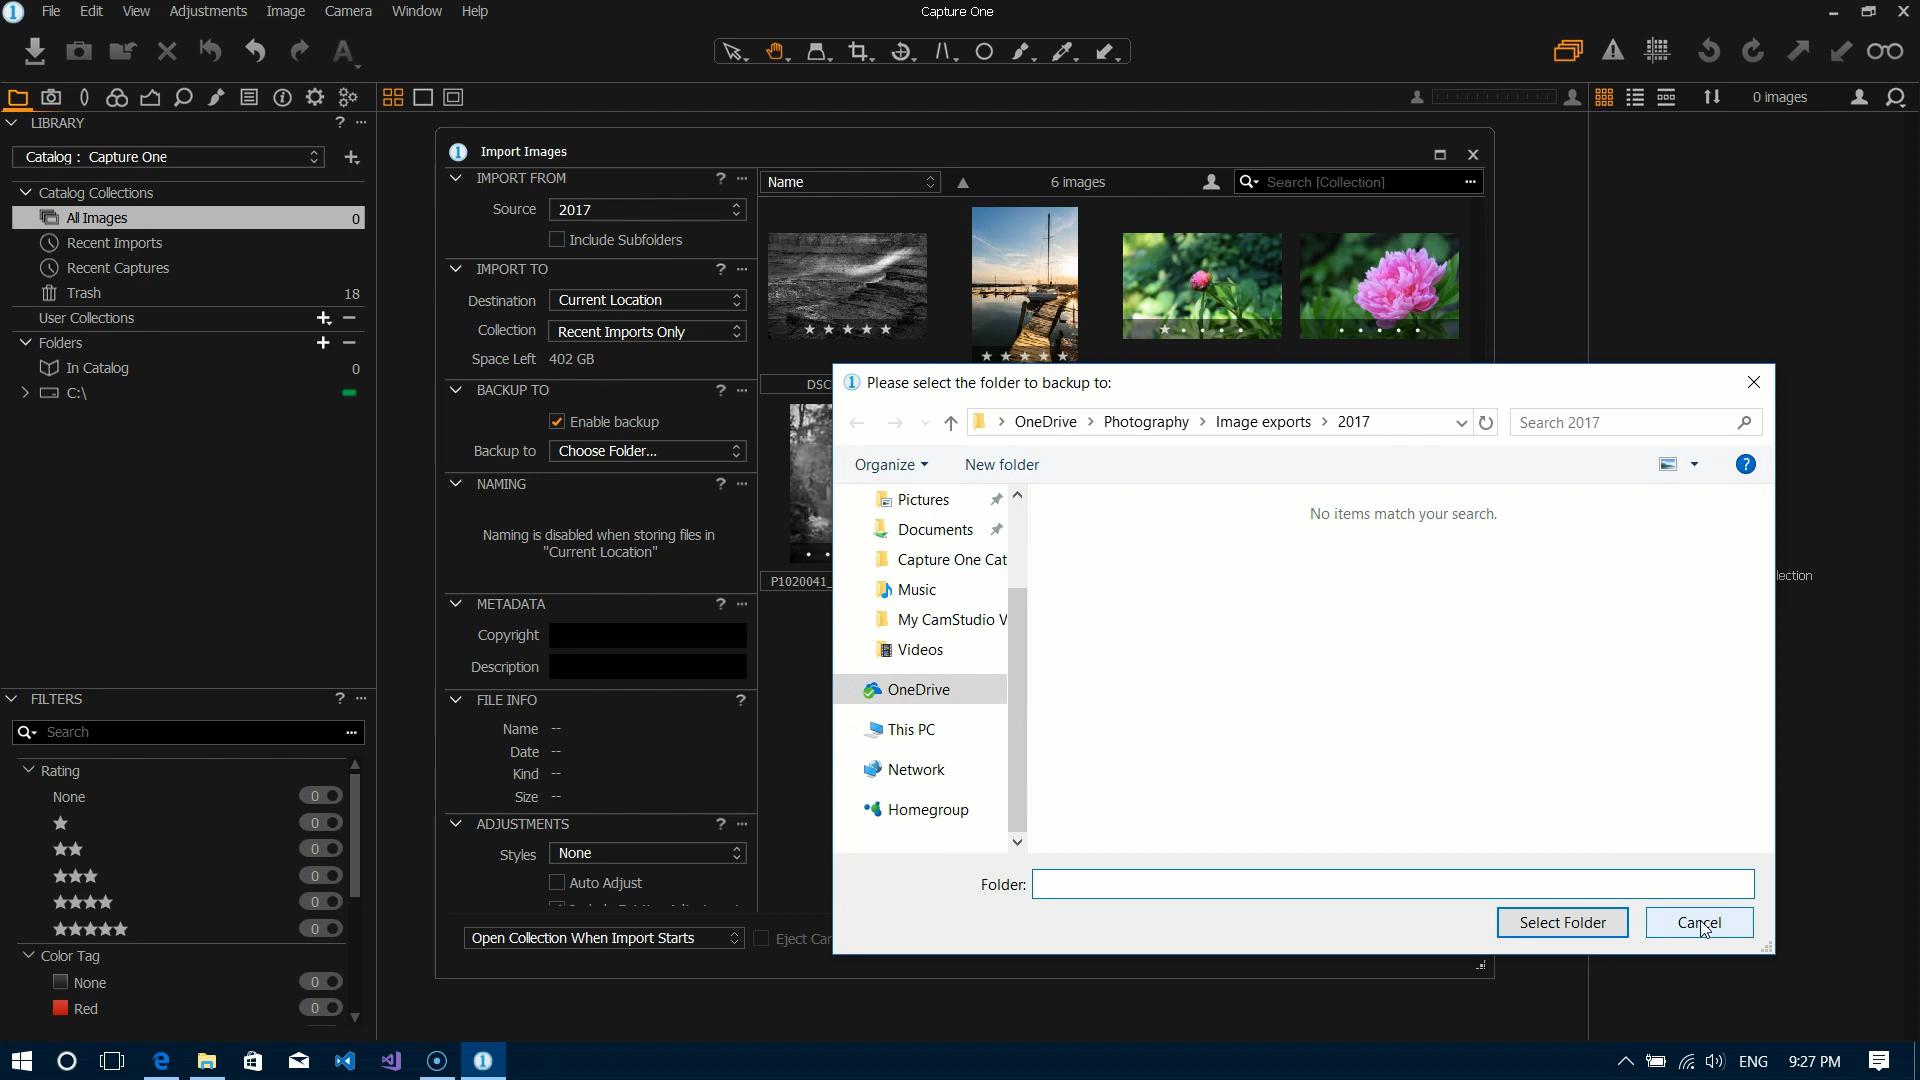 File Edit View Adjustments Image Camera Window Help
Capture One
0 images
LIBRARY ? ...
Catalog : Capture One
Catalog Collections
All Images 0
Recent Imports
Recent Captures
Trash 18
User Collections
Folders
In Catalog 0
C:\
FILTERS ? ...
Search ...
Rating
None 0
0
0
0
0
0
Color Tag
None 0
Red 0
Import Images
IMPORT FROM ? ...
Source 2017
Include Subfolders
IMPORT TO ? ...
Destination Current Location
Collection Recent Imports Only
Space Left 402 GB
BACKUP TO ? ...
Enable backup
Backup to Choose Folder...
NAMING ? ...
Naming is disabled when storing files in
"Current Location"
METADATA ? ...
Copyright
Description
FILE INFO ?
Name --
Date --
Kind --
Size --
ADJUSTMENTS ? ...
Styles None
Auto Adjust
Open Collection When Import Starts
Eject Car
Name
6 images
Search [Collection] ...
DSC
P1020041_
lection
Please select the folder to backup to:
OneDrive > Photography > Image exports > 2017
Search 2017
Organize New folder
Pictures
Documents
Capture One Cat
Music
My CamStudio V
Videos
OneDrive
This PC
Network
Homegroup
No items match your search.
Folder:
Select Folder Cancel
ENG 9:27 PM